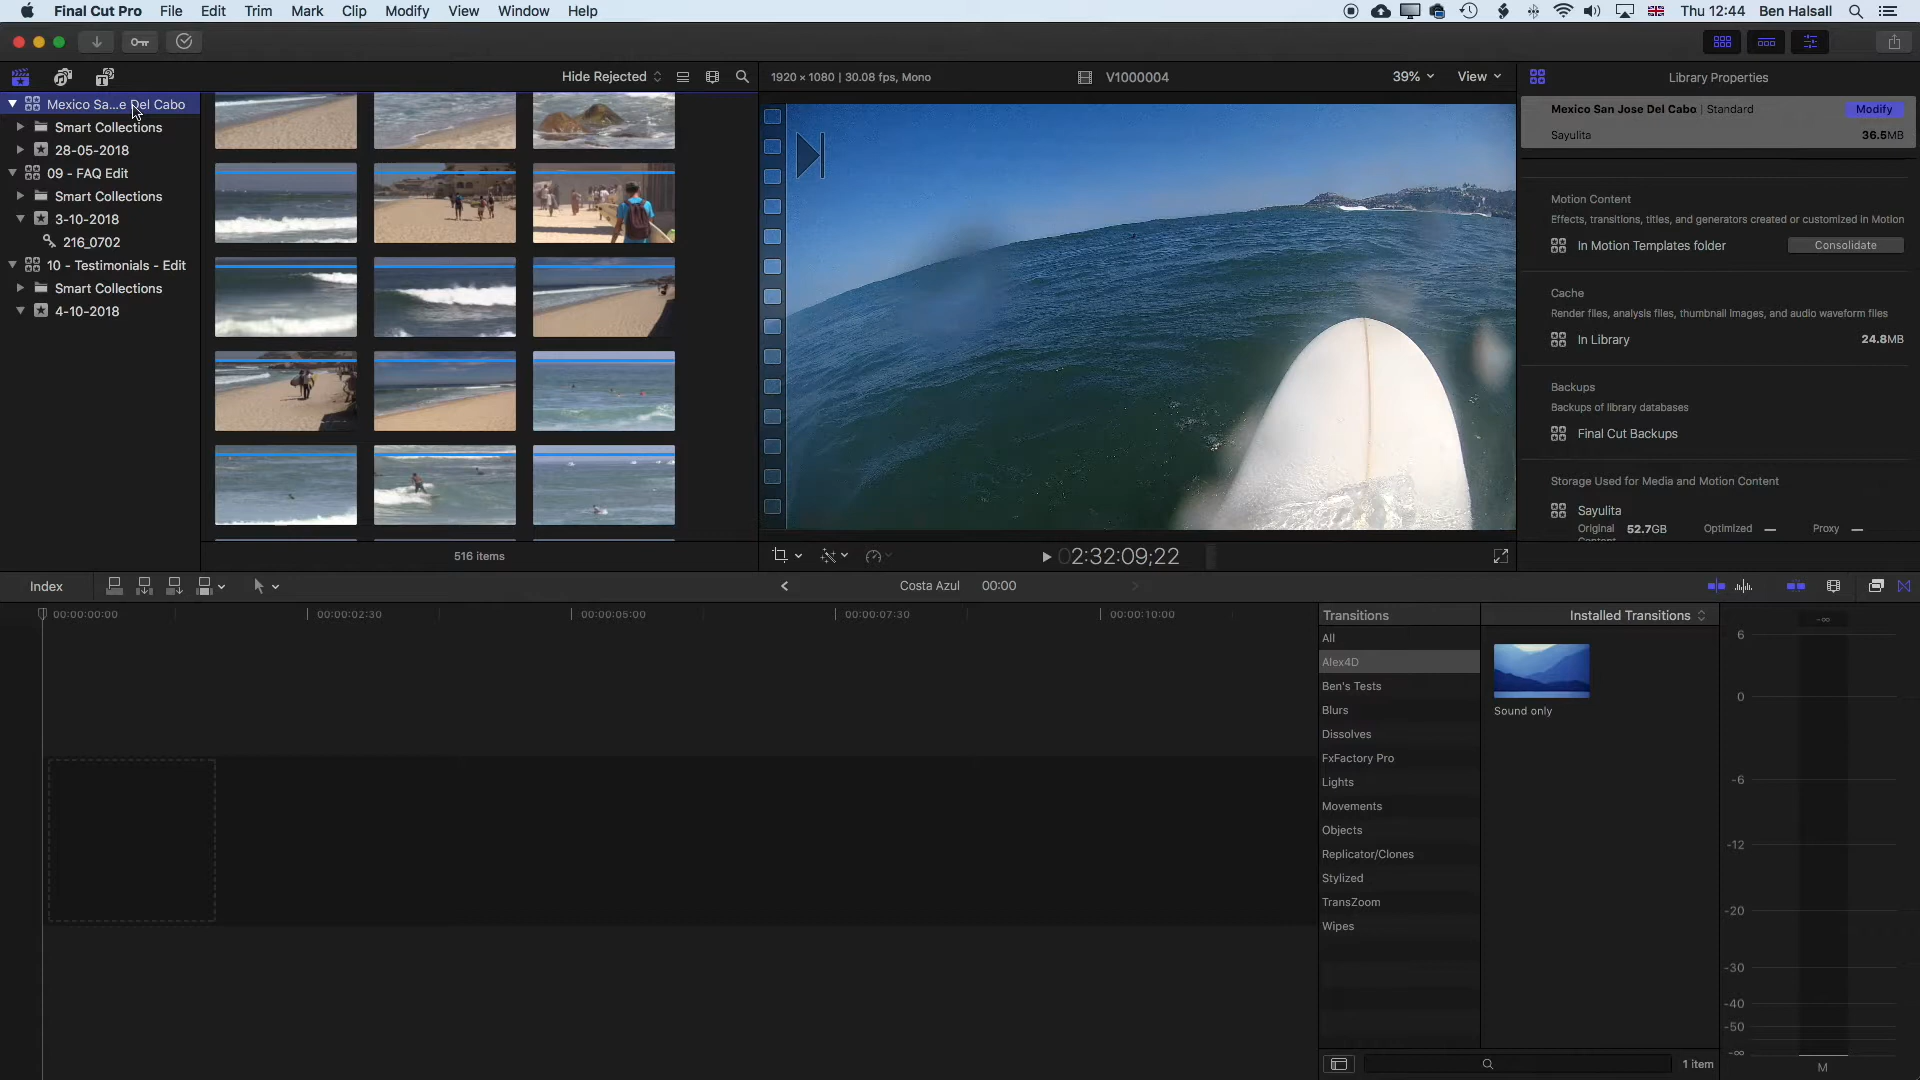 Final Cut Pro File Edit Trim Mark Clip Modify View Window Help Thu 12:44 Ben Halsall
Hide Rejected
1920 × 1080 | 30.08 fps, Mono
V1000004
39%
View
Library Properties
Mexico Sa...e Del Cabo
Smart Collections
28-05-2018
09 - FAQ Edit
Smart Collections
3-10-2018
216_0702
10 - Testimonials - Edit
Smart Collections
4-10-2018
516 items
02:32:09;22
Mexico San Jose Del Cabo | Standard
Modify
Sayulita
36.5MB
Motion Content
Effects, transitions, titles, and generators created or customized in Motion
In Motion Templates folder
Consolidate
Cache
Render files, analysis files, thumbnail images, and audio waveform files
In Library
24.8MB
Backups
Backups of library databases
Final Cut Backups
Storage Used for Media and Motion Content
Sayulita
Original 52.7GB Optimized — Proxy —
Content
Index
Costa Azul 00:00
00:00:00:00
00:00:02:30
00:00:05:00
00:00:07:30
00:00:10:00
Transitions
All
Alex4D
Ben's Tests
Blurs
Dissolves
FxFactory Pro
Lights
Movements
Objects
Replicator/Clones
Stylized
TransZoom
Wipes
Installed Transitions
Sound only
1 item
-∞
6
0
-6
-12
-20
-30
-40
-50
-∞
M